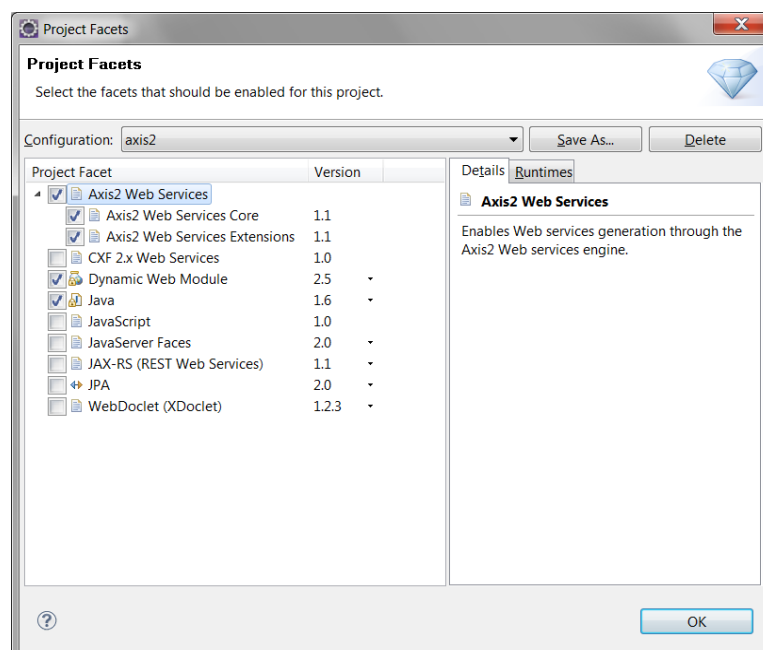 Project Facets
Project Facets
Select the facets that should be enabled for this project.
Configuration: axis2 Save As... Delete
Project Facet Version
Axis2 Web Services
Axis2 Web Services Core 1.1
Axis2 Web Services Extensions 1.1
CXF 2.x Web Services 1.0
Dynamic Web Module 2.5
Java 1.6
JavaScript 1.0
JavaServer Faces 2.0
JAX-RS (REST Web Services) 1.1
JPA 2.0
WebDoclet (XDoclet) 1.2.3
Details Runtimes
Axis2 Web Services
Enables Web services generation through the
Axis2 Web services engine.
?
OK